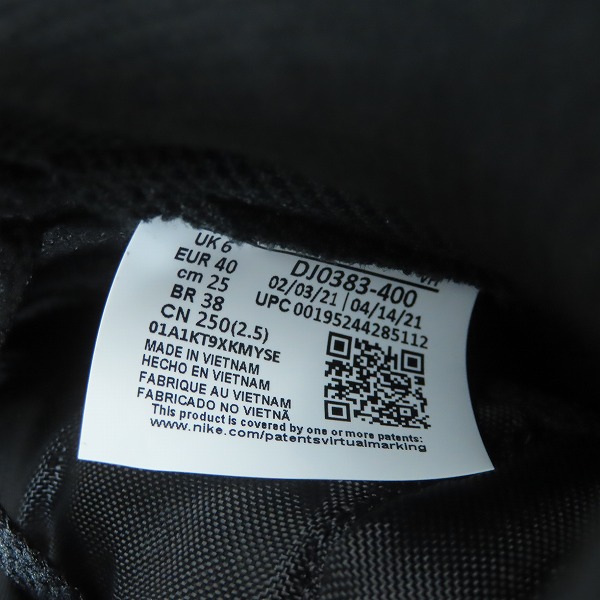 UK 6
EUR 40
cm 25
BR 38
CN 250(2.5)
DJ0383-400
02/03/21 | 04/14/21
UPC 00195244285112
01A1KT9XKMYSE
MADE IN VIETNAM
HECHO EN VIETNAM
FABRIQUE AU VIETNAM
FABRICADO NO VIETNÃ
This product is covered by one or more patents:
www.nike.com/patentsvirtualmarking